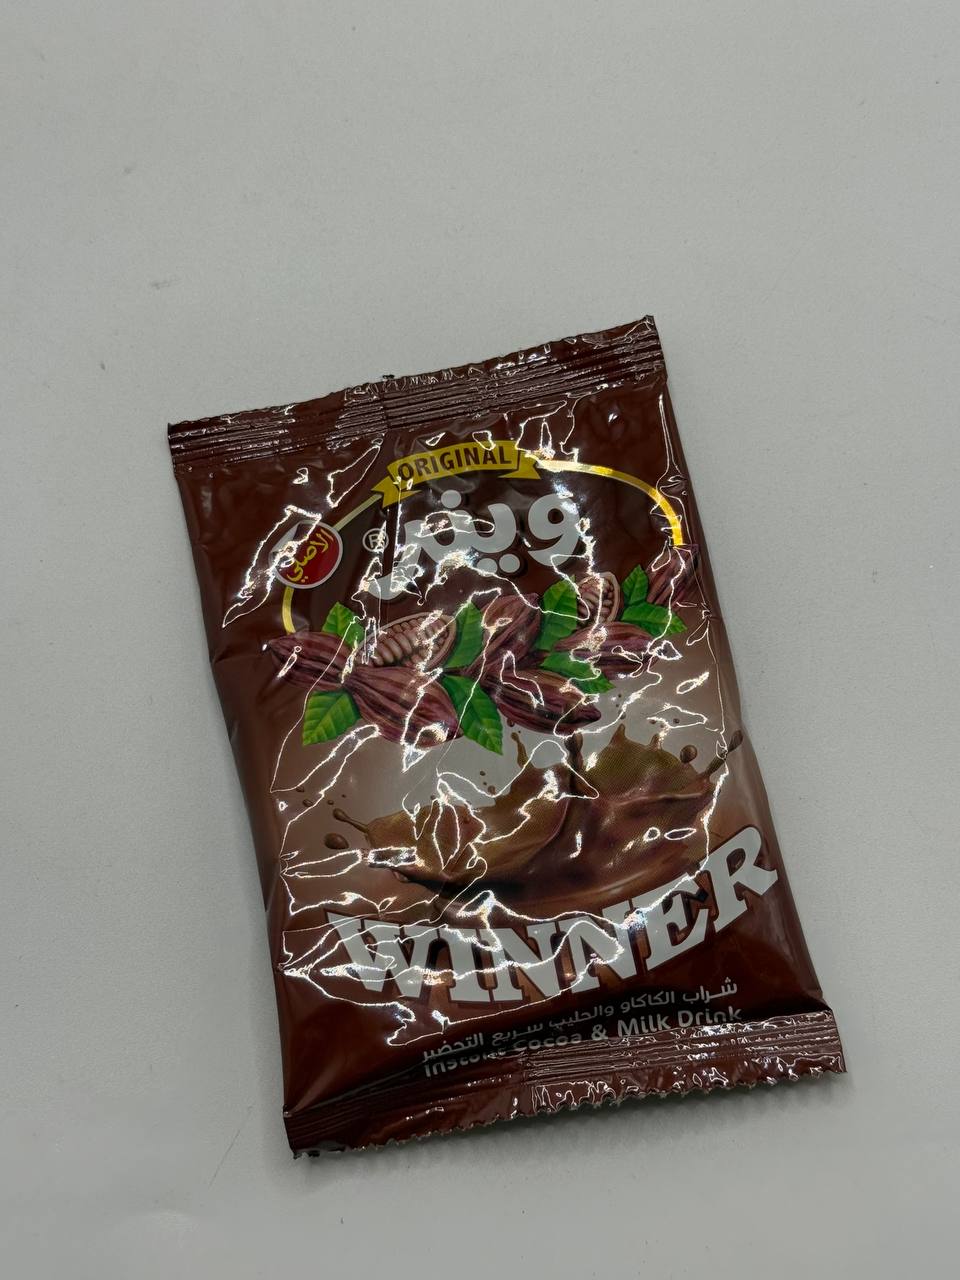 ORIGINAL
وينر
®
الأصلي
WINNER
شراب الكاكاو والحليب سريع التحضير
Instant Cocoa & Milk Drink